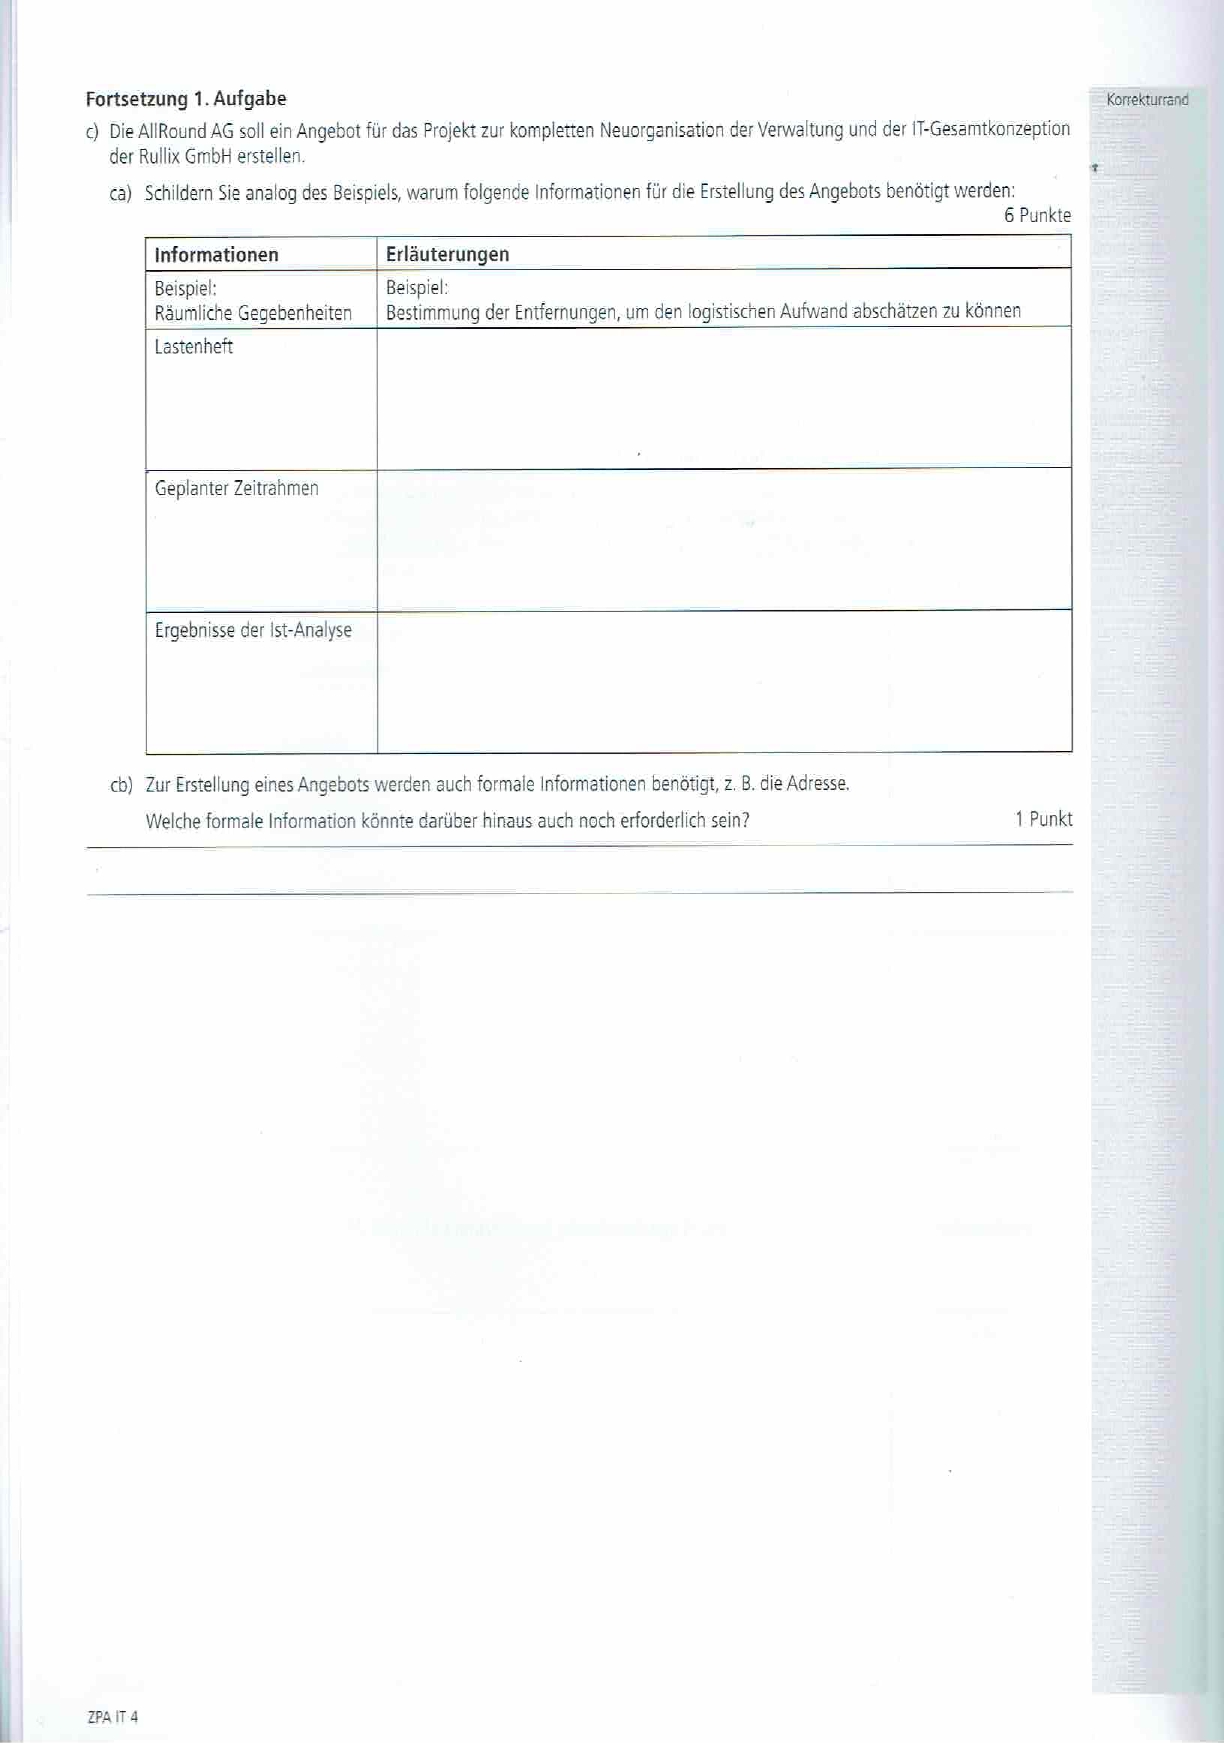 Fortsetzung 1. Aufgabe
Korrekturrand
c) Die AllRound AG soll ein Angebot für das Projekt zur kompletten Neuorganisation der Verwaltung und der IT-Gesamtkonzeption
der Rullix GmbH erstellen.
ca) Schildern Sie analog des Beispiels, warum folgende Informationen für die Erstellung des Angebots benötigt werden:
6 Punkte
Informationen Erläuterungen
Beispiel: Beispiel:
Räumliche Gegebenheiten Bestimmung der Entfernungen, um den logistischen Aufwand abschätzen zu können
Lastenheft
Geplanter Zeitrahmen
Ergebnisse der Ist-Analyse
cb) Zur Erstellung eines Angebots werden auch formale Informationen benötigt, z. B. die Adresse.
Welche formale Information könnte darüber hinaus auch noch erforderlich sein? 1 Punkt
ZPA IT 4